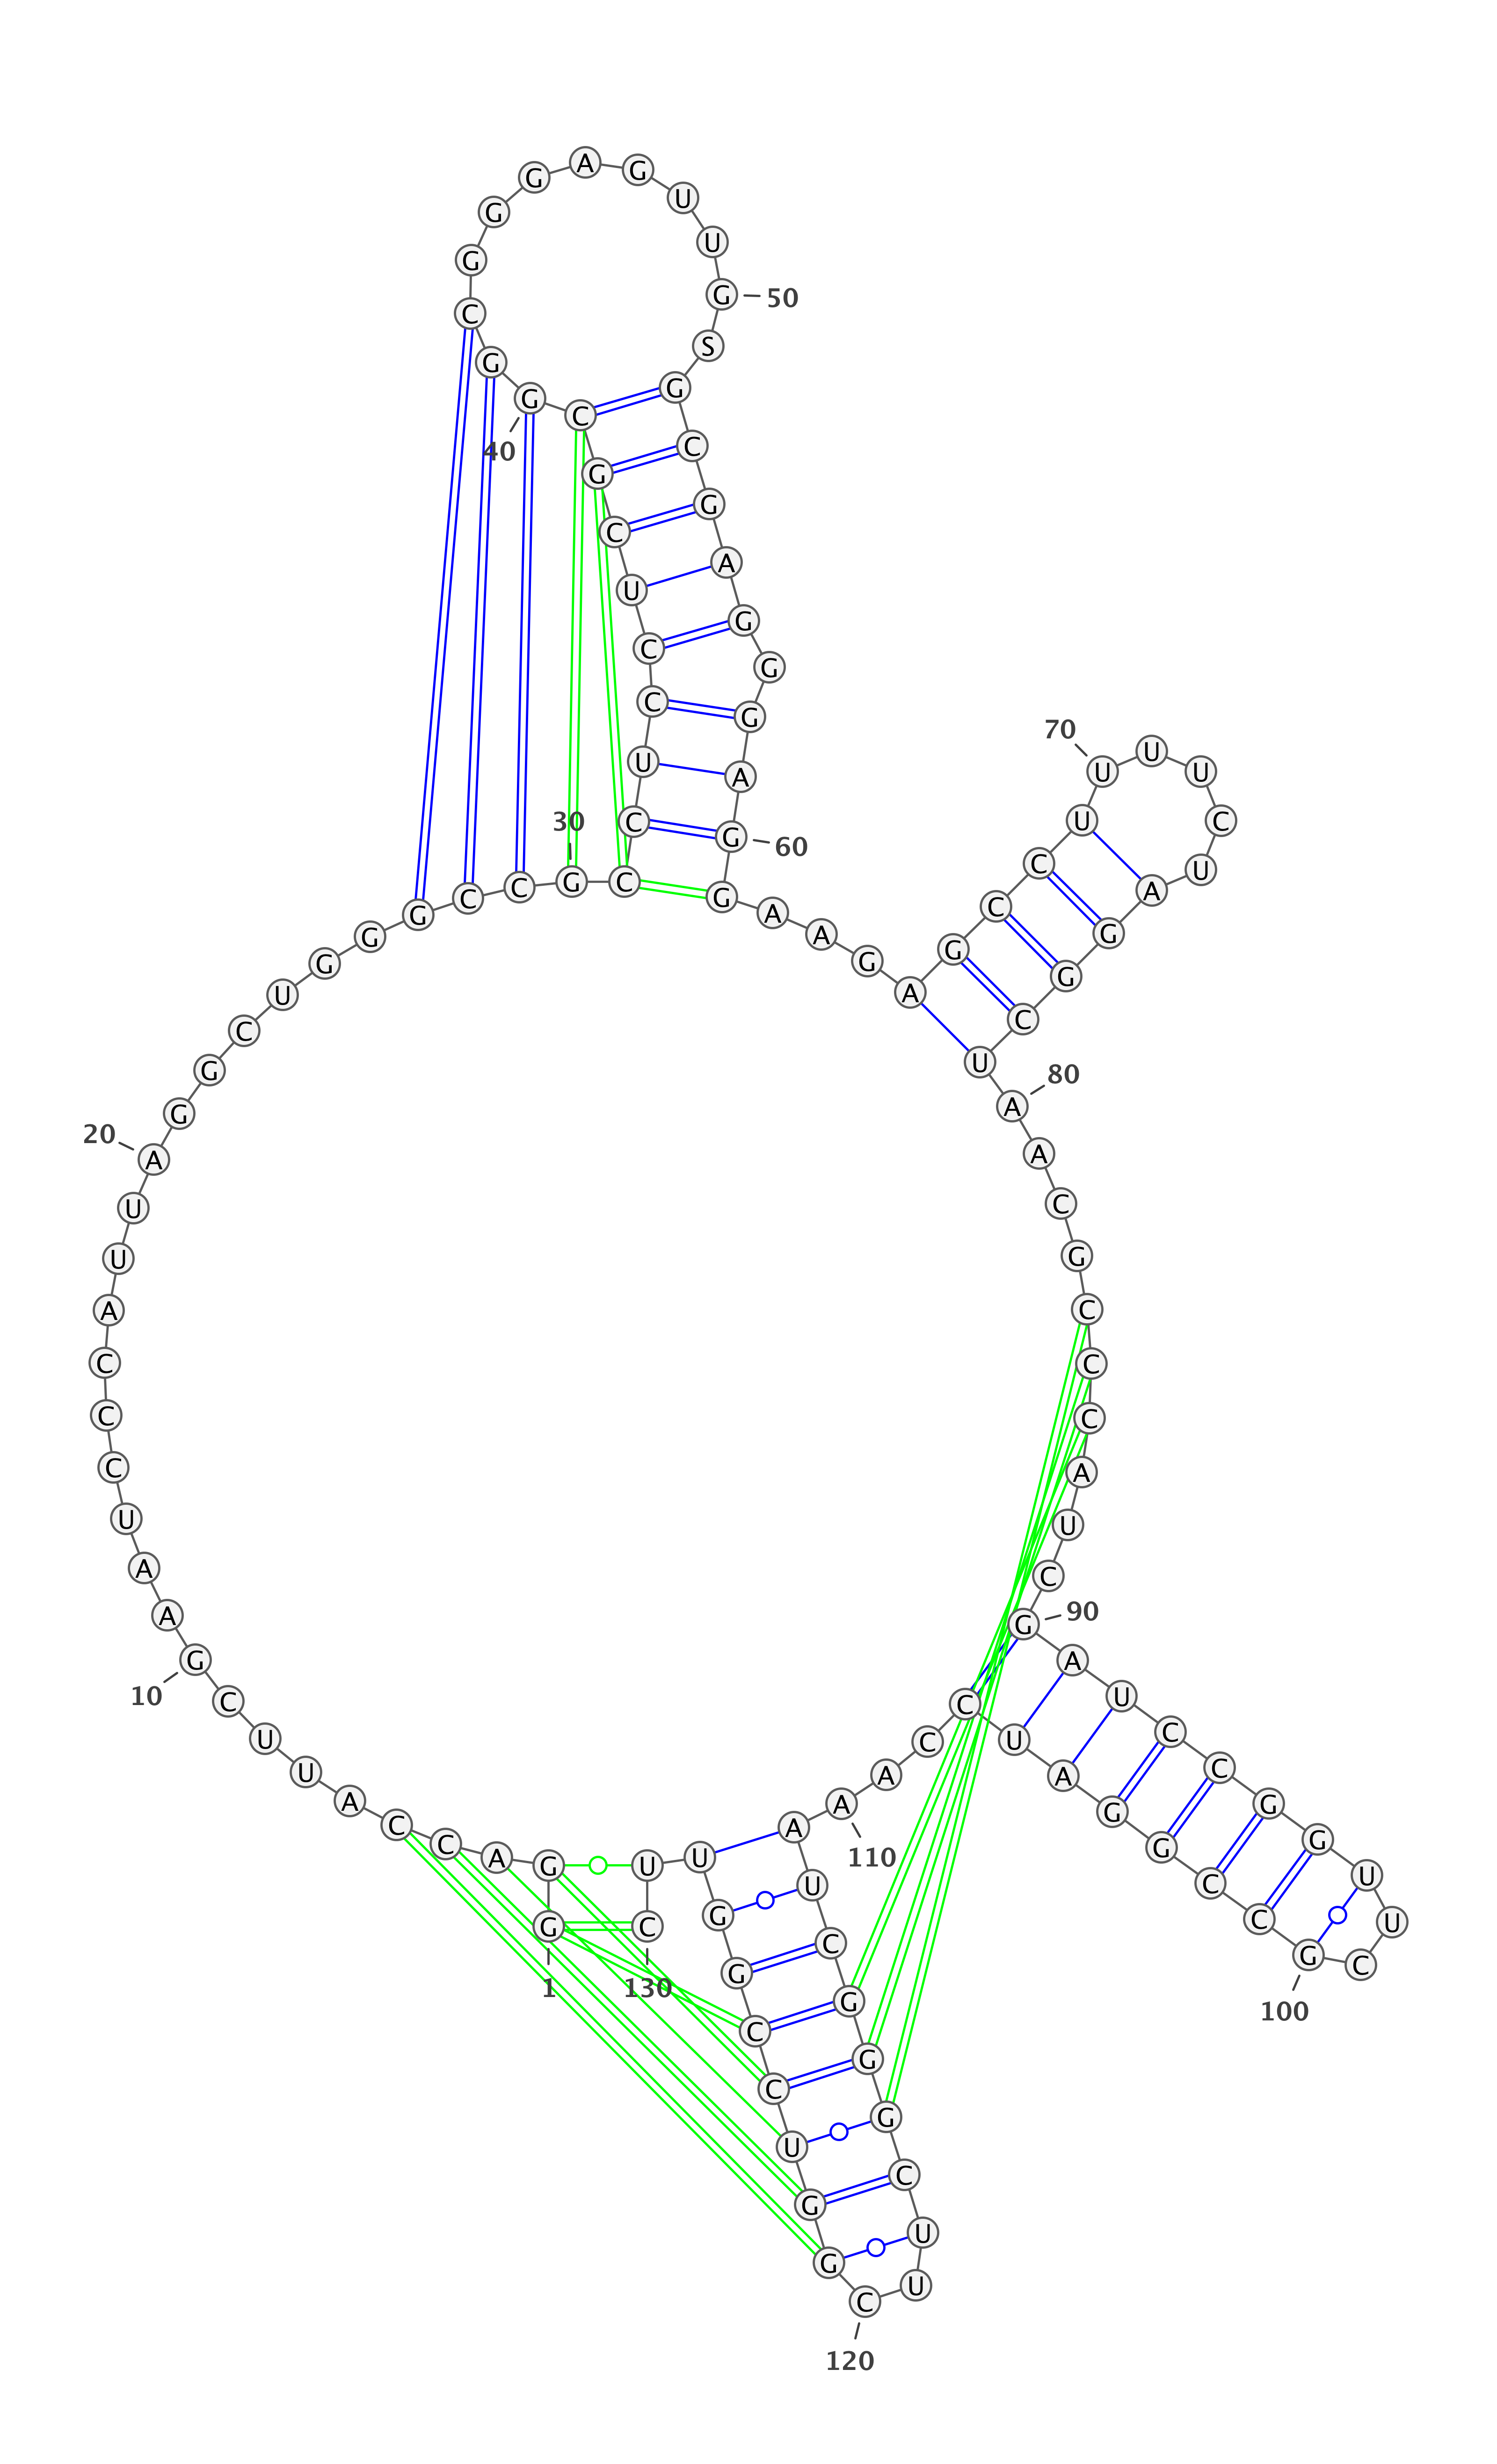 G
1
G A C C A U U C G
10
A A U C C C A U U A
20
G G C U G G G C C G
30
C C U C C U C G C G
40
G C G G G A G U U G
50
S G C G A G G G A G
60
G A A G A G C C U U
70
U U C U A G G C U A
80
A C G C C C A U C G
90
A U C C G G U U C G
100
C C G G A U C C A A
110
A U C G G G C U U C
120
G G U C C G G U U C
130